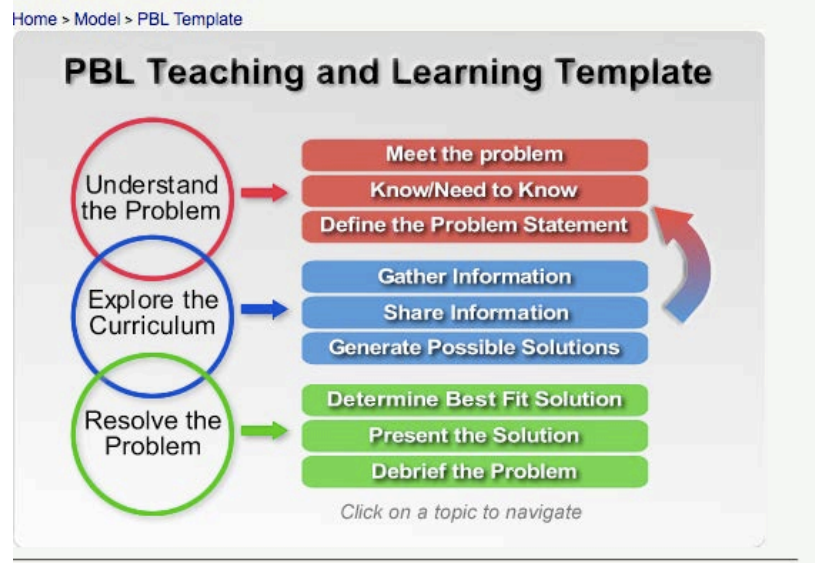 Home > Model > PBL Template
PBL Teaching and Learning Template
Understand
the Problem
Meet the problem
Know/Need to Know
Define the Problem Statement
Explore the
Curriculum
Gather Information
Share Information
Generate Possible Solutions
Resolve the
Problem
Determine Best Fit Solution
Present the Solution
Debrief the Problem
Click on a topic to navigate